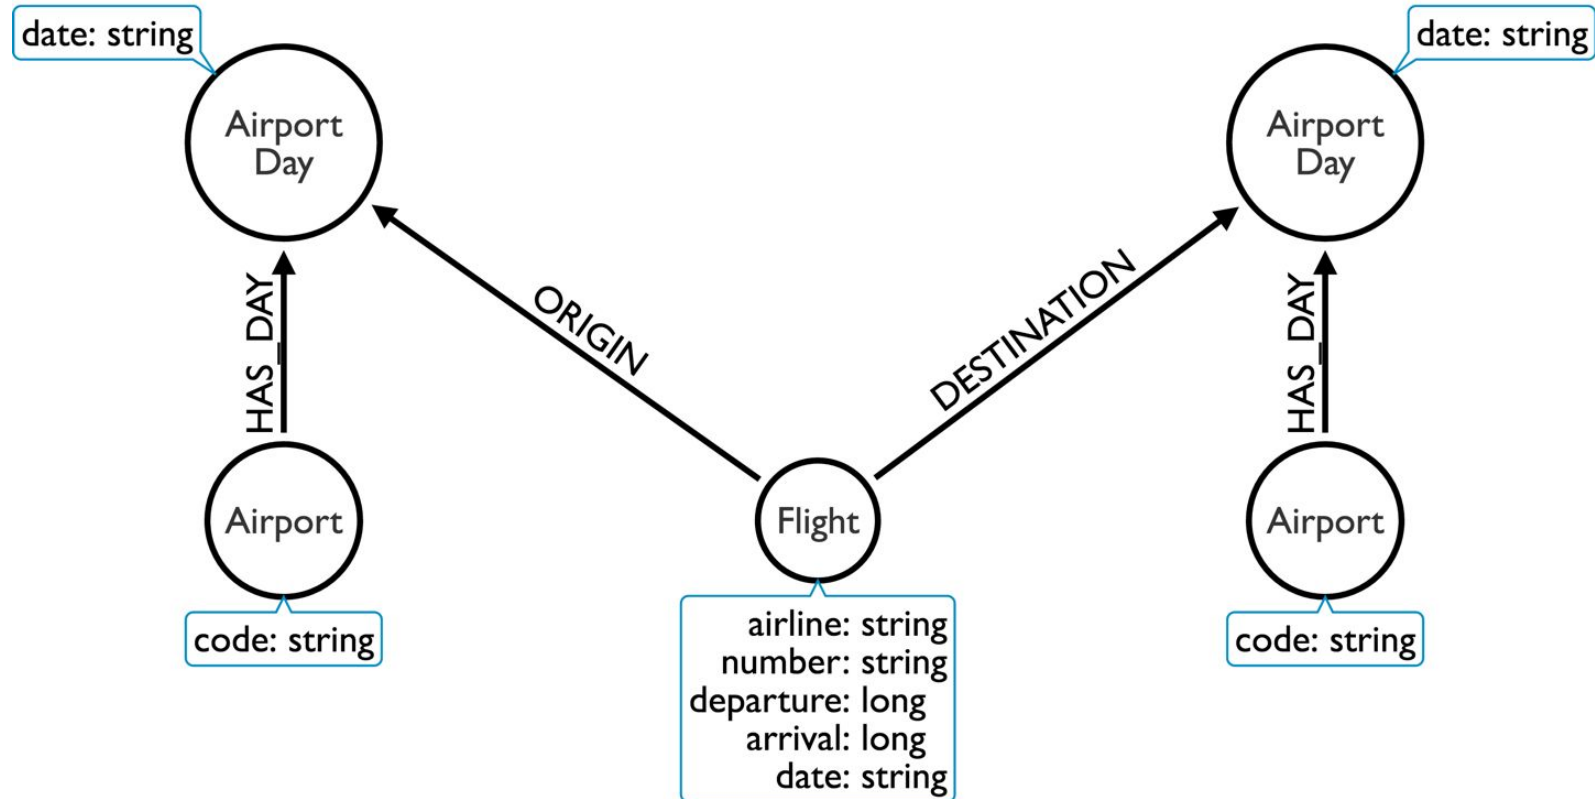 date: string
date: string
Airport
Day
Airport
Day
HAS_DAY
ORIGIN
DESTINATION
HAS_DAY
Airport
Flight
Airport
code: string
airline: string
number: string
departure: long
arrival: long
date: string
code: string